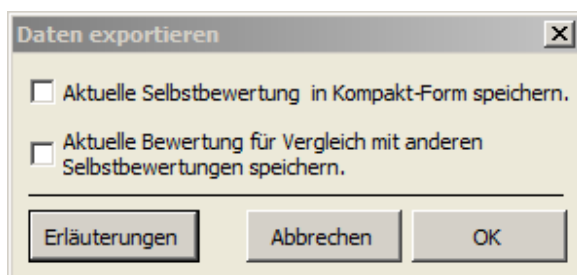 Daten exportieren
Aktuelle Selbstbewertung in Kompakt-Form speichern.
Aktuelle Bewertung für Vergleich mit anderen
Selbstbewertungen speichern.
Erläuterungen
Abbrechen
OK